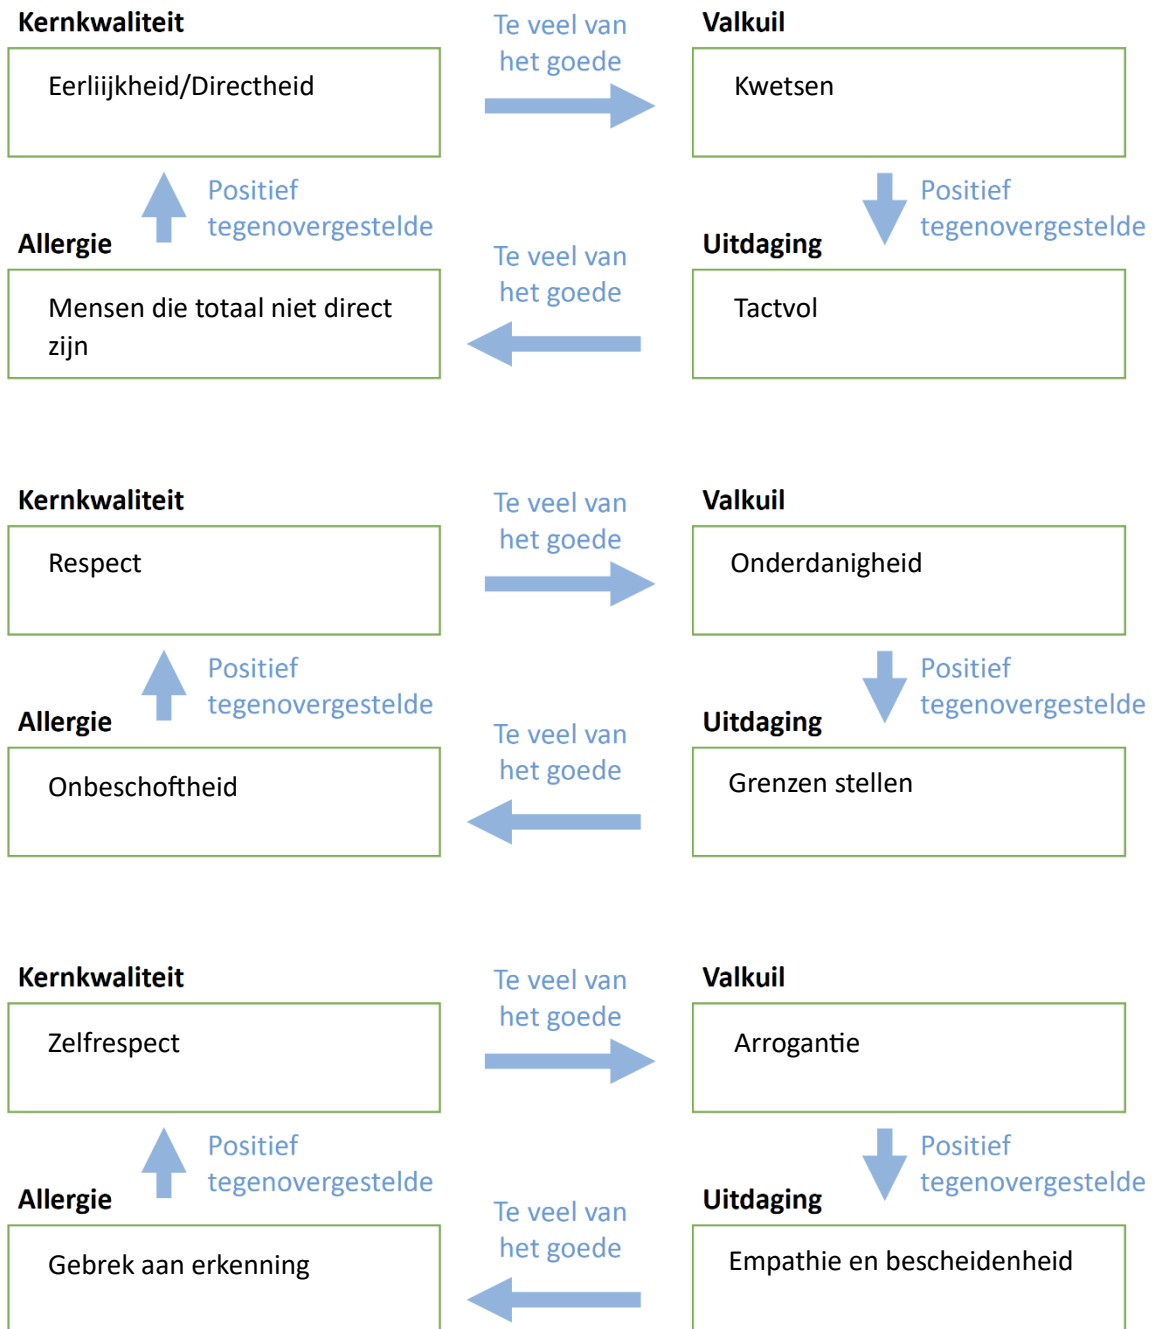 Kernkwaliteit
Te veel van
het goede
Valkuil
Eerliijkheid/Directheid
Kwetsen
Positief
tegenovergestelde
Positief
tegenovergestelde
Allergie
Te veel van
het goede
Uitdaging
Mensen die totaal niet direct
zijn
Tactvol
Kernkwaliteit
Te veel van
het goede
Valkuil
Respect
Onderdanigheid
Positief
tegenovergestelde
Positief
tegenovergestelde
Allergie
Te veel van
het goede
Uitdaging
Onbeschoftheid
Grenzen stellen
Kernkwaliteit
Te veel van
het goede
Valkuil
Zelfrespect
Arrogantie
Positief
tegenovergestelde
Positief
tegenovergestelde
Allergie
Te veel van
het goede
Uitdaging
Gebrek aan erkenning
Empathie en bescheidenheid